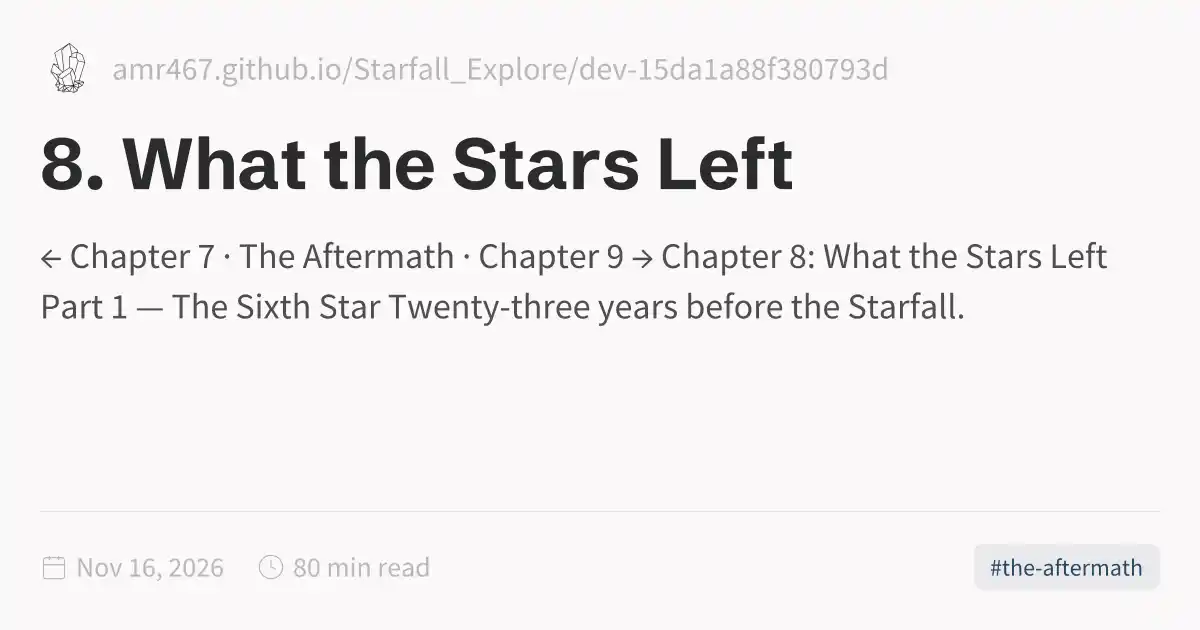 amr467.github.io/Starfall_Explore/dev-15da1a88f380793d
8. What the Stars Left
← Chapter 7 · The Aftermath · Chapter 9 → Chapter 8: What the Stars Left
Part 1 — The Sixth Star Twenty-three years before the Starfall.
Nov 16, 2026
80 min read
#the-aftermath